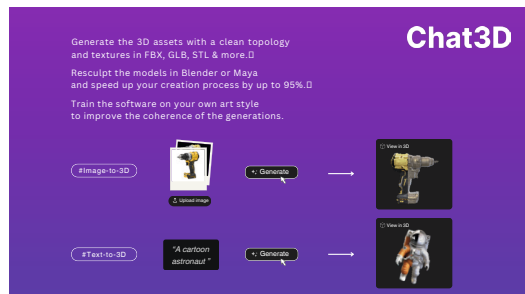 Chat3D
Generate the 3D assets with a clean topology
and textures in FBX, GLB, STL & more.
Resculpt the models in Blender or Maya
and speed up your creation process by up to 95%.
Train the software on your own art style
to improve the coherence of the generations.
#Image-to-3D
Upload image
Generate
View in 3D
#Text-to-3D
"A cartoon
astronaut "
Generate
View in 3D